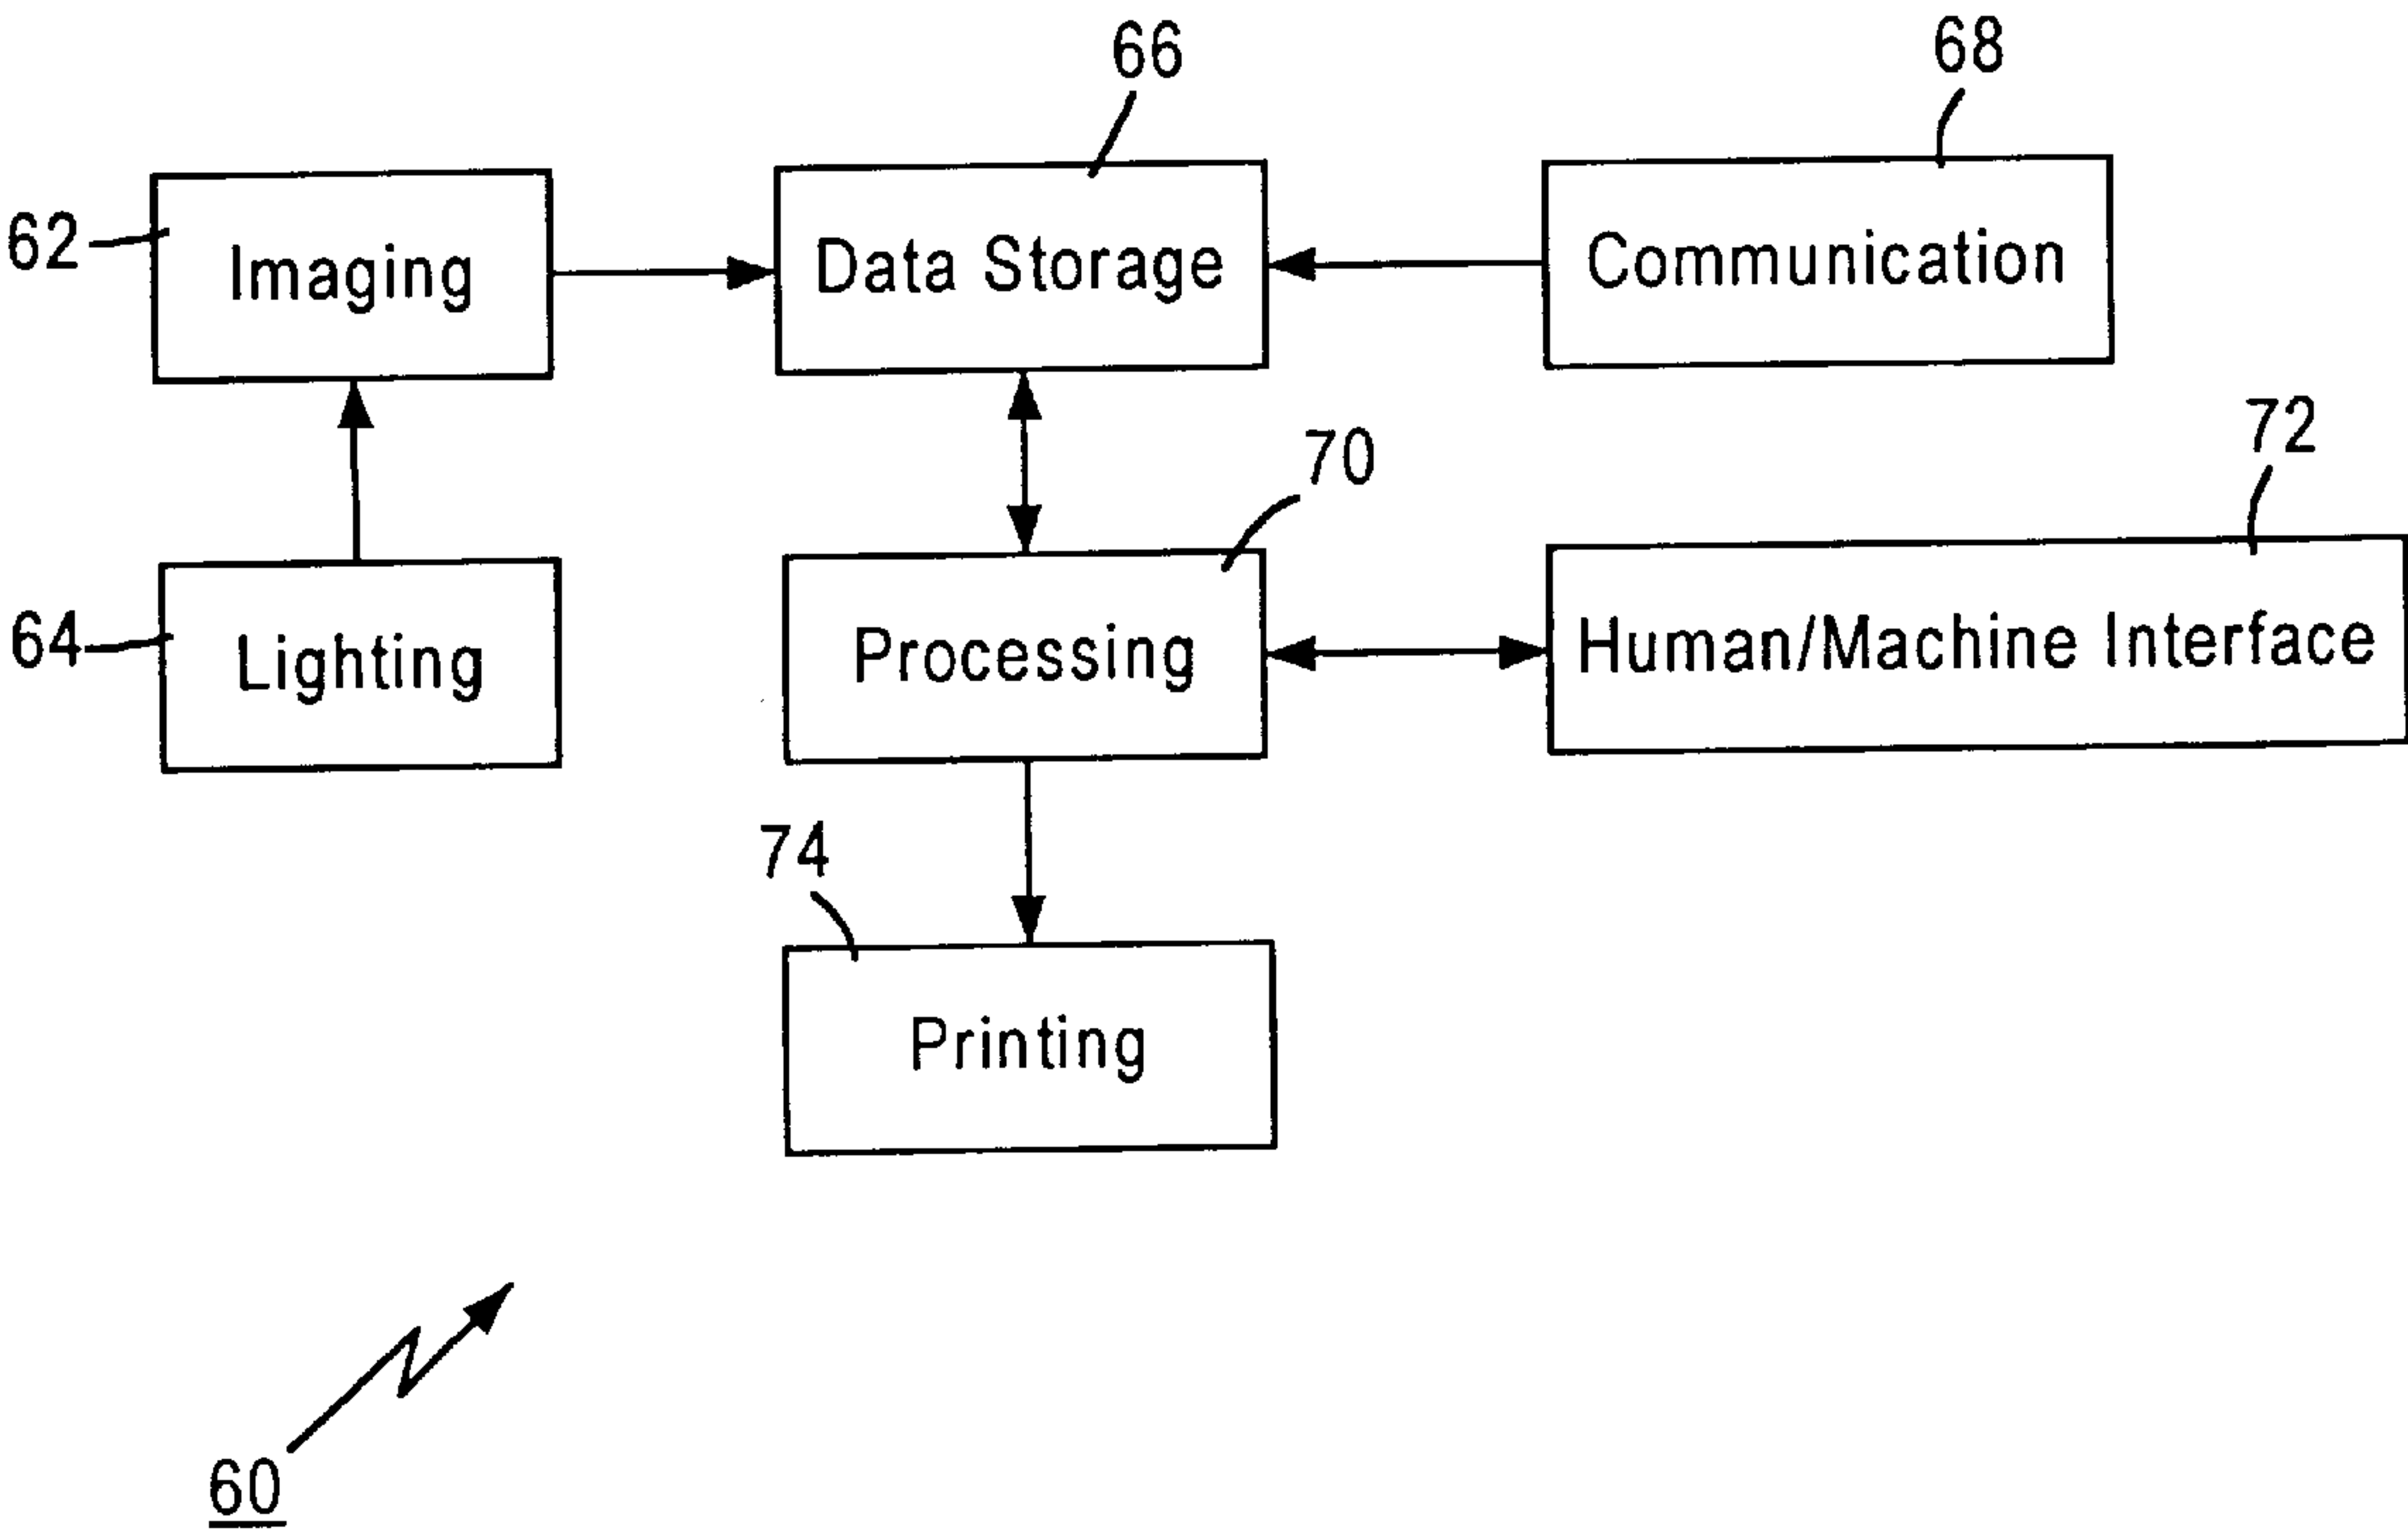 66
68
62
Imaging
Data Storage
Communication
70
72
64
Lighting
Processing
Human/Machine Interface
74
Printing
60